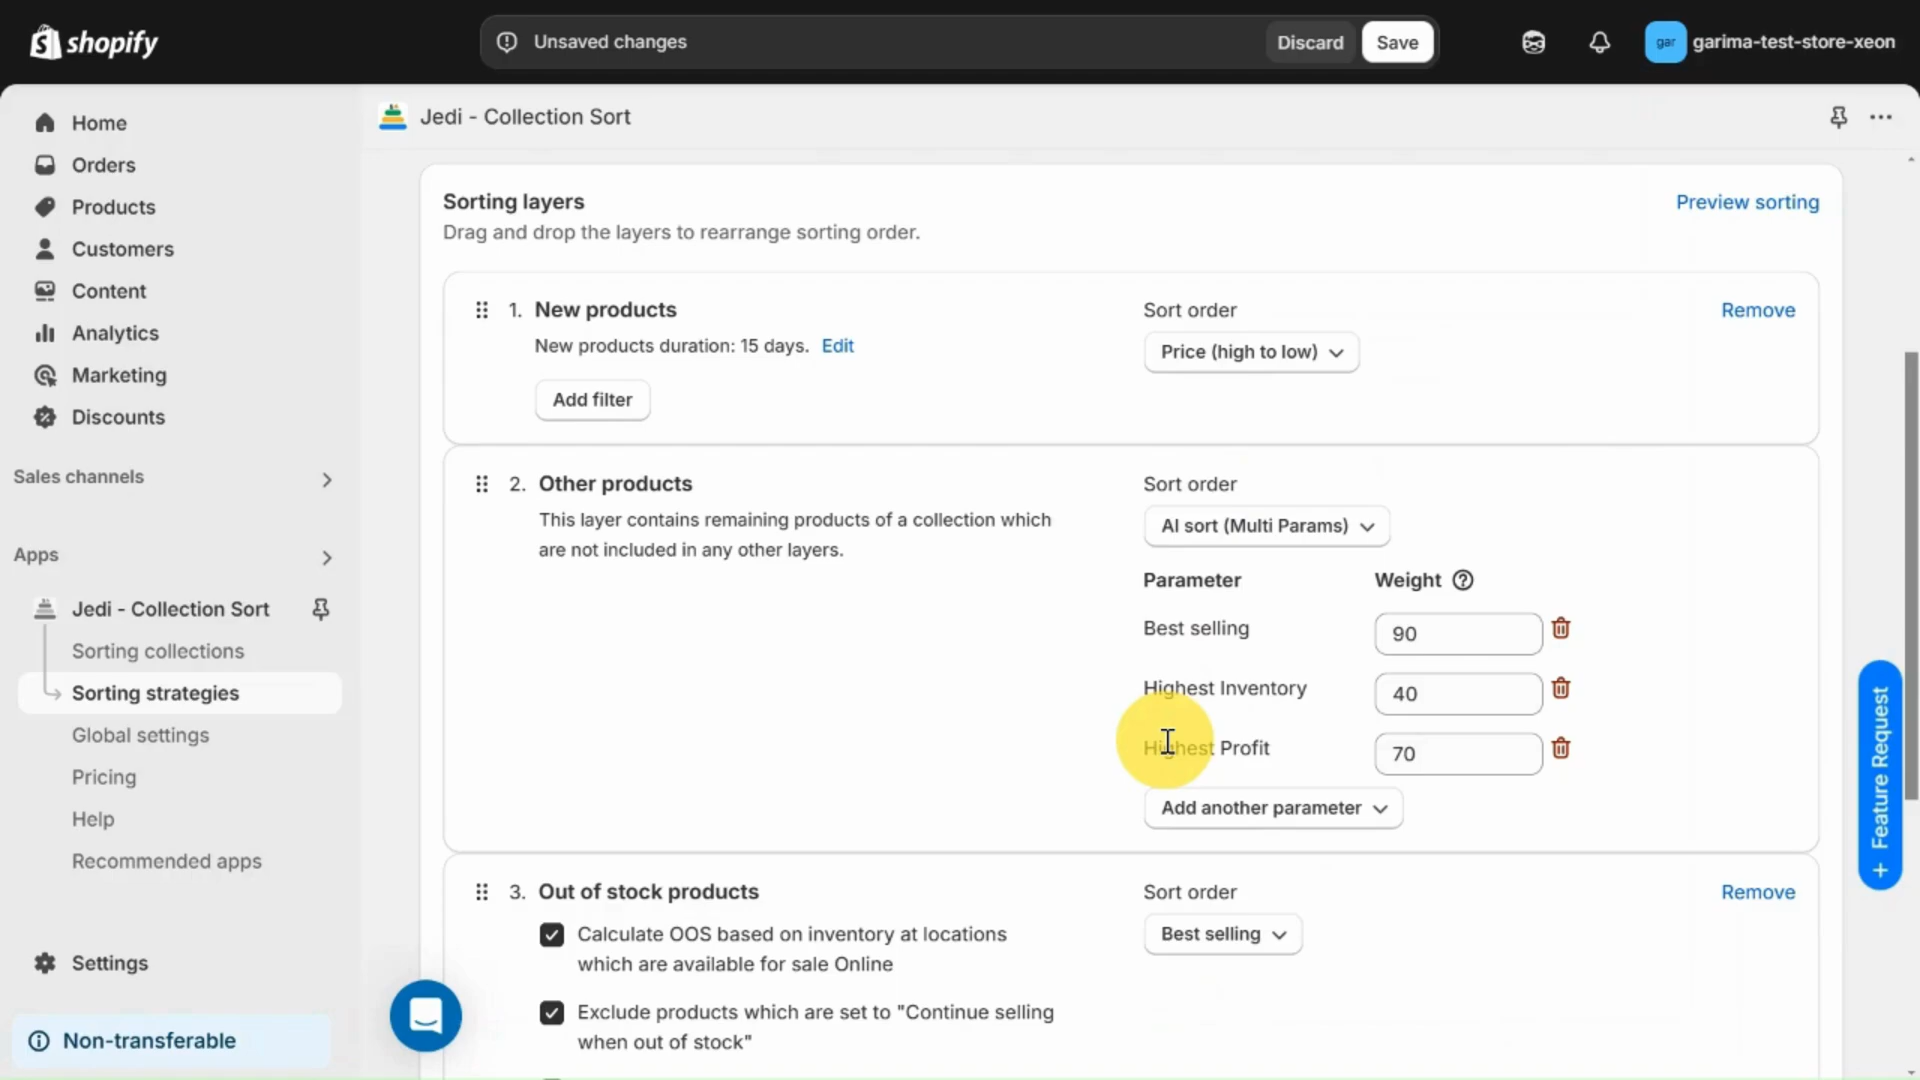 shopify
Unsaved changes
Discard
Save
gar
garima-test-store-xeon
Home
Orders
Products
Customers
Content
Analytics
Marketing
Discounts
Sales channels
Apps
Jedi - Collection Sort
Sorting collections
Sorting strategies
Global settings
Pricing
Help
Recommended apps
Settings
Non-transferable
Jedi - Collection Sort
Sorting layers
Preview sorting
Drag and drop the layers to rearrange sorting order.
1. New products
Sort order
Remove
New products duration: 15 days. Edit
Price (high to low)
Add filter
2. Other products
Sort order
This layer contains remaining products of a collection which
are not included in any other layers.
AI sort (Multi Params)
Parameter
Weight
Best selling
90
Highest Inventory
40
Highest Profit
70
Add another parameter
3. Out of stock products
Sort order
Remove
Calculate OOS based on inventory at locations
which are available for sale Online
Best selling
Exclude products which are set to "Continue selling
when out of stock"
+ Feature Request